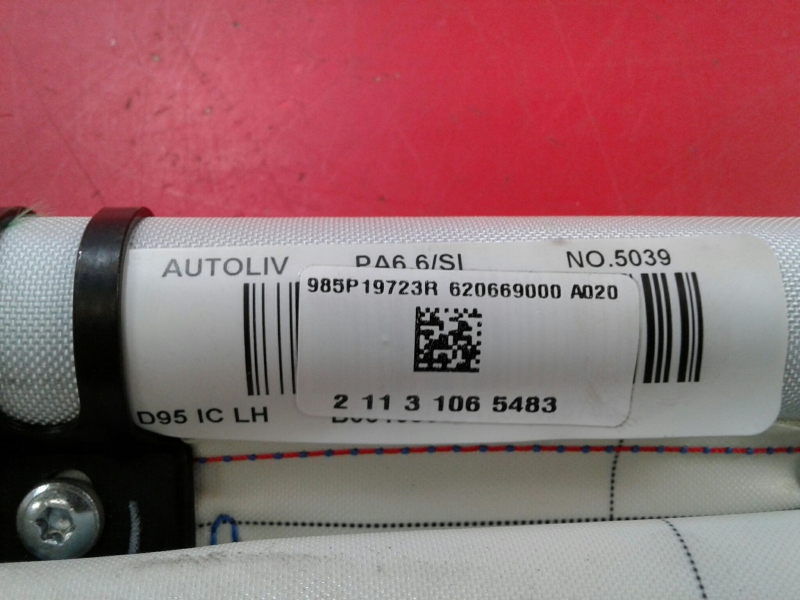 AUTOLIV PA6.6/SI NO.5039
985P19723R 620669000 A020
2 11 3 106 5483
D95 IC LH